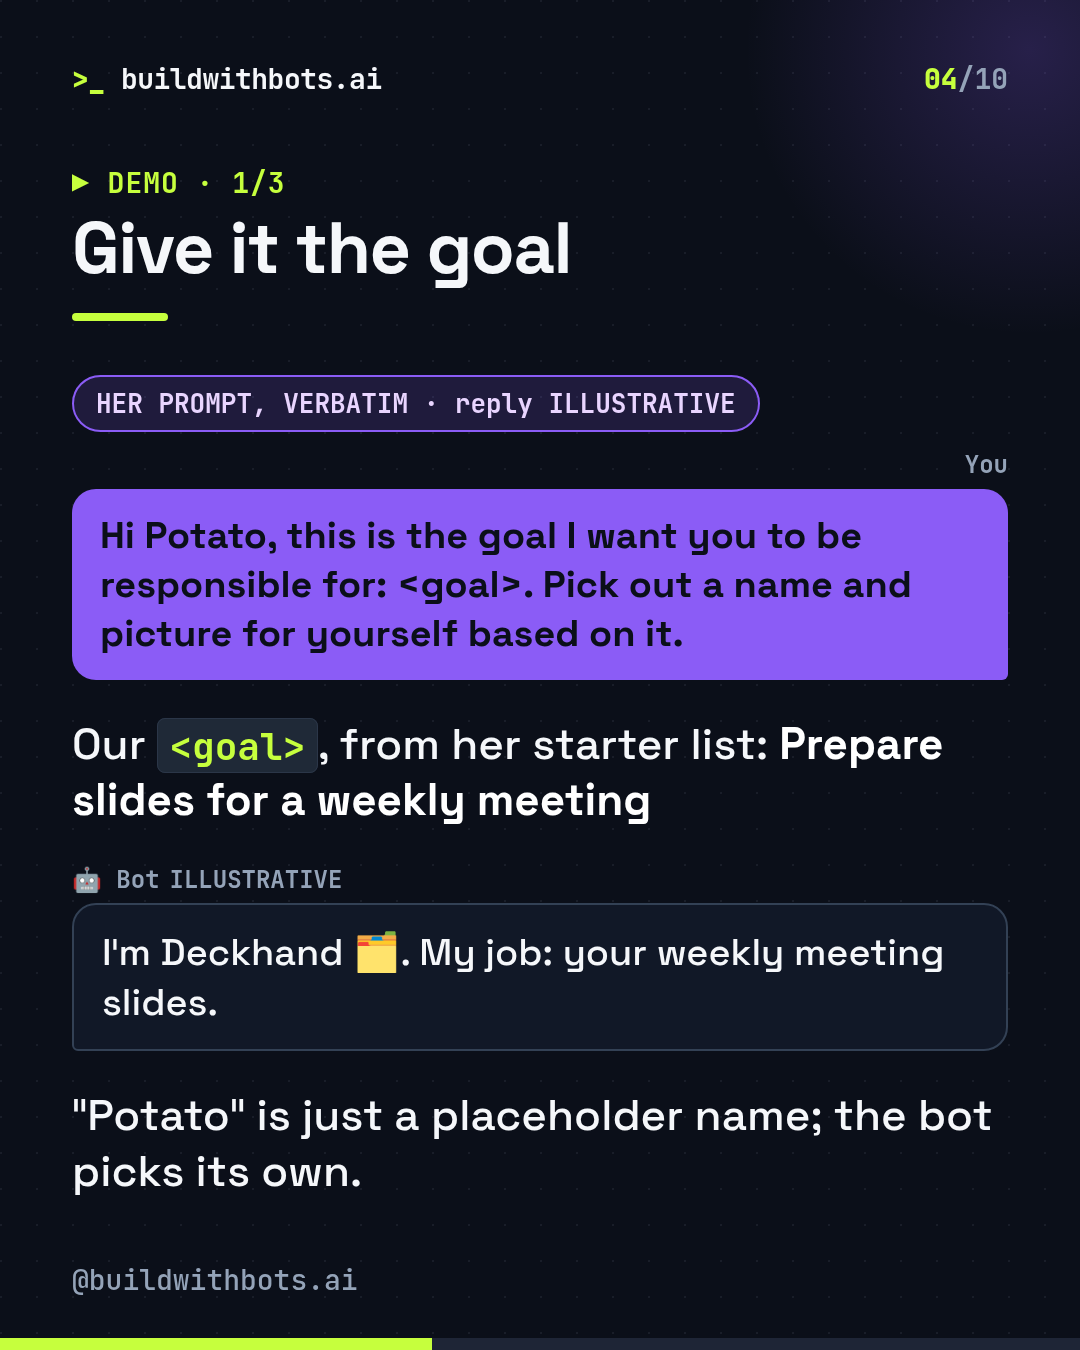 >_ buildwithbots.ai
04/10
▶ DEMO · 1/3
Give it the goal
HER PROMPT, VERBATIM · reply ILLUSTRATIVE
You
Hi Potato, this is the goal I want you to be
responsible for: <goal>. Pick out a name and
picture for yourself based on it.
Our <goal>, from her starter list: Prepare
slides for a weekly meeting
🤖 Bot ILLUSTRATIVE
I'm Deckhand 🗂️. My job: your weekly meeting
slides.
"Potato" is just a placeholder name; the bot
picks its own.
@buildwithbots.ai